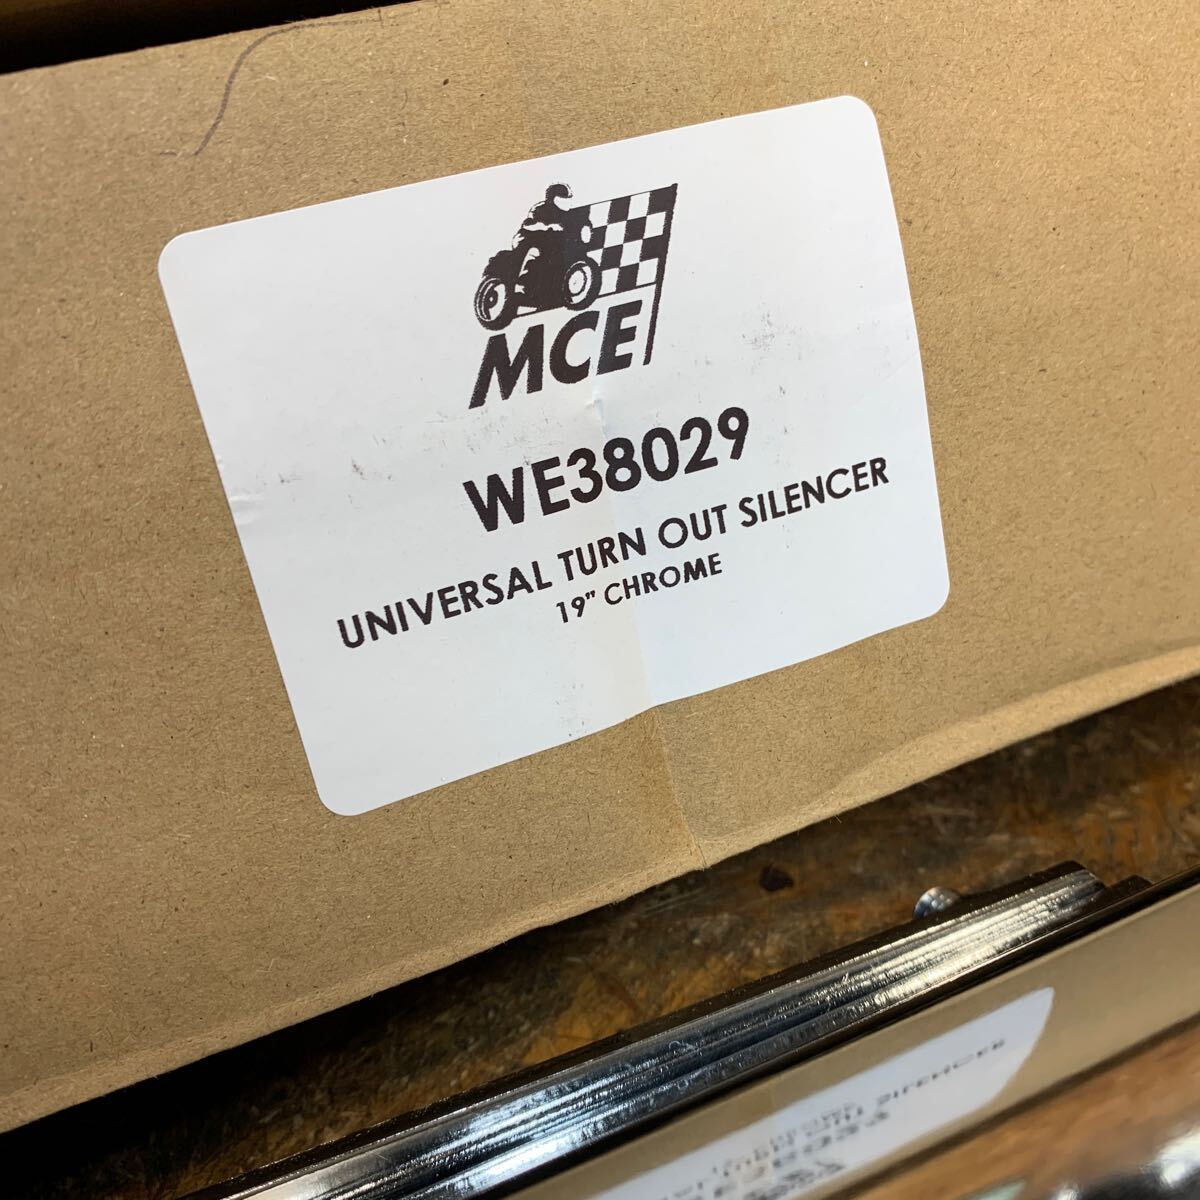 MCE
WE38029
UNIVERSAL TURN OUT SILENCER
19" CHROME